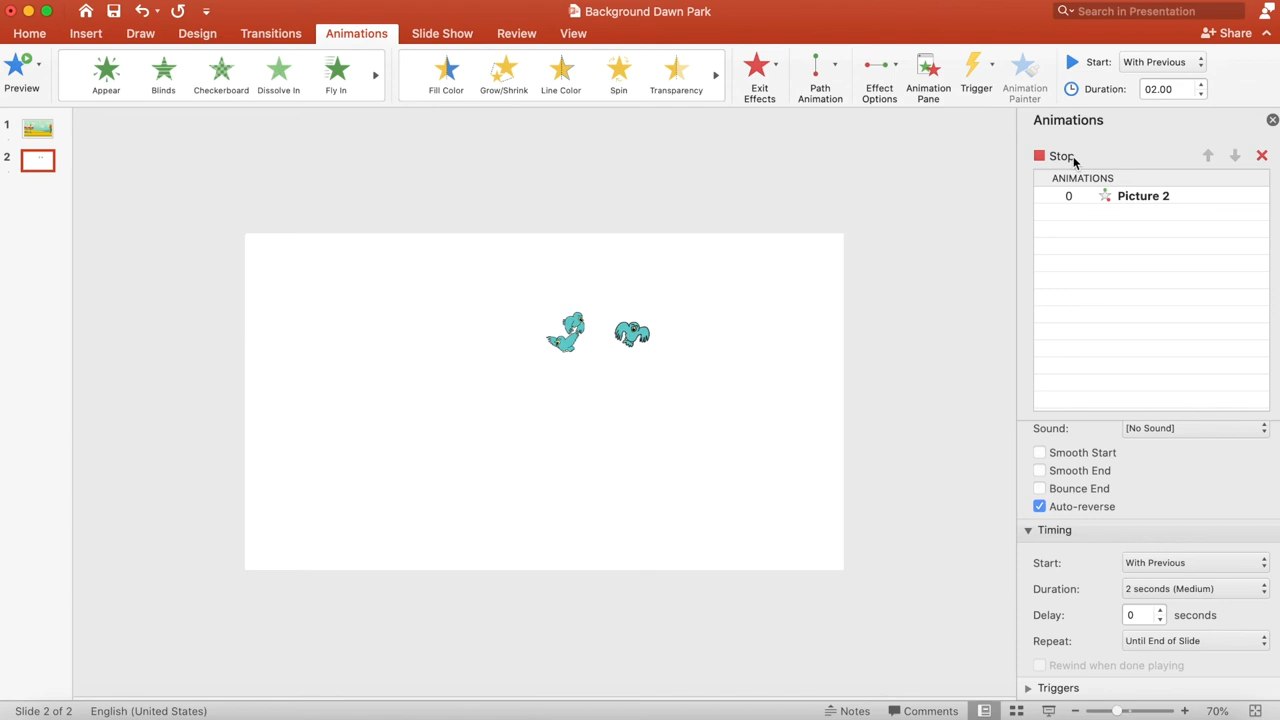 Background Dawn Park
Search in Presentation
Home Insert Draw Design Transitions Animations Slide Show Review View Share
Preview
Appear Blinds Checkerboard Dissolve In Fly In
Fill Color Grow/Shrink Line Color Spin Transparency
Exit Effects
Path Animation
Effect Options
Animation Pane
Trigger
Animation Painter
Start: With Previous
Duration: 02.00
1
2
Animations
Stop
ANIMATIONS
0 Picture 2
Sound: [No Sound]
Smooth Start
Smooth End
Bounce End
Auto-reverse
Timing
Start: With Previous
Duration: 2 seconds (Medium)
Delay: 0 seconds
Repeat: Until End of Slide
Rewind when done playing
Triggers
Slide 2 of 2 English (United States) Notes Comments 70%